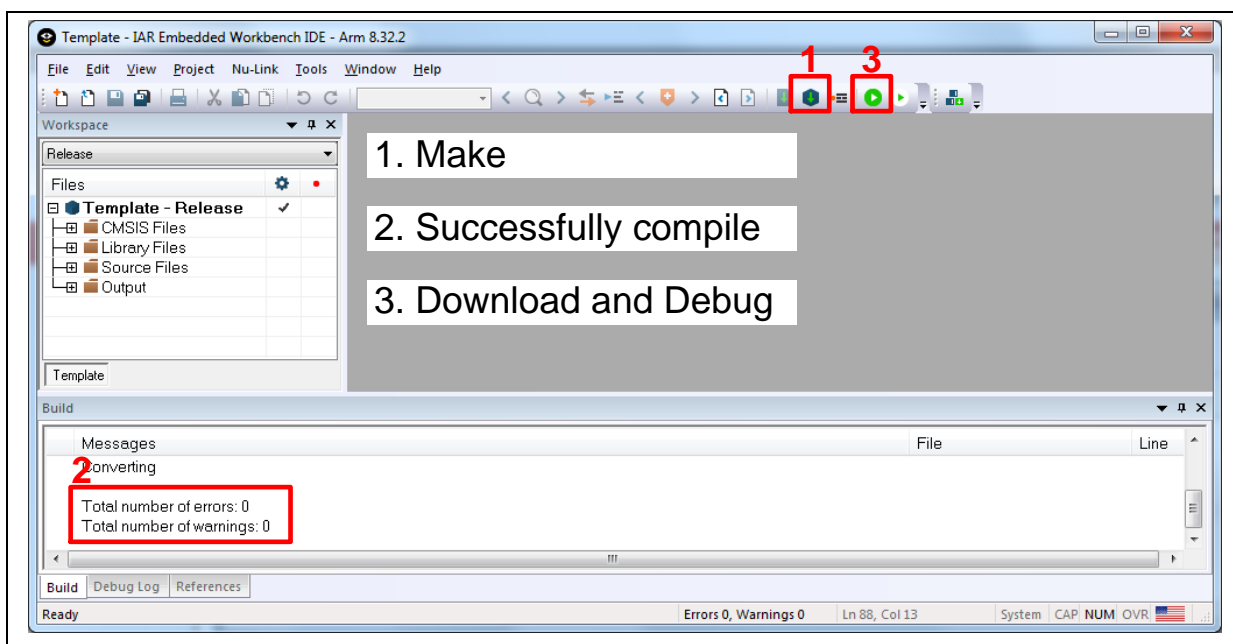 Template - IAR Embedded Workbench IDE - Arm 8.32.2
File Edit View Project Nu-Link Tools Window Help
1 3
Workspace
Release
Files
Template - Release
CMSIS Files
Library Files
Source Files
Output
Template
1. Make
2. Successfully compile
3. Download and Debug
Build
Messages File Line
Converting
2
Total number of errors: 0
Total number of warnings: 0
Build Debug Log References
Ready Errors 0, Warnings 0 Ln 88, Col 13 System CAP NUM OVR